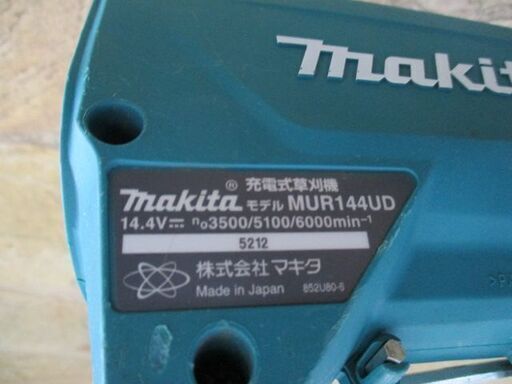 makit
® 充電式草刈機
makita モデル MUR144UD
14.4V⎓ n₀3500/5100/6000min⁻¹
5212
株式会社マキタ
Made in Japan 852U80-6